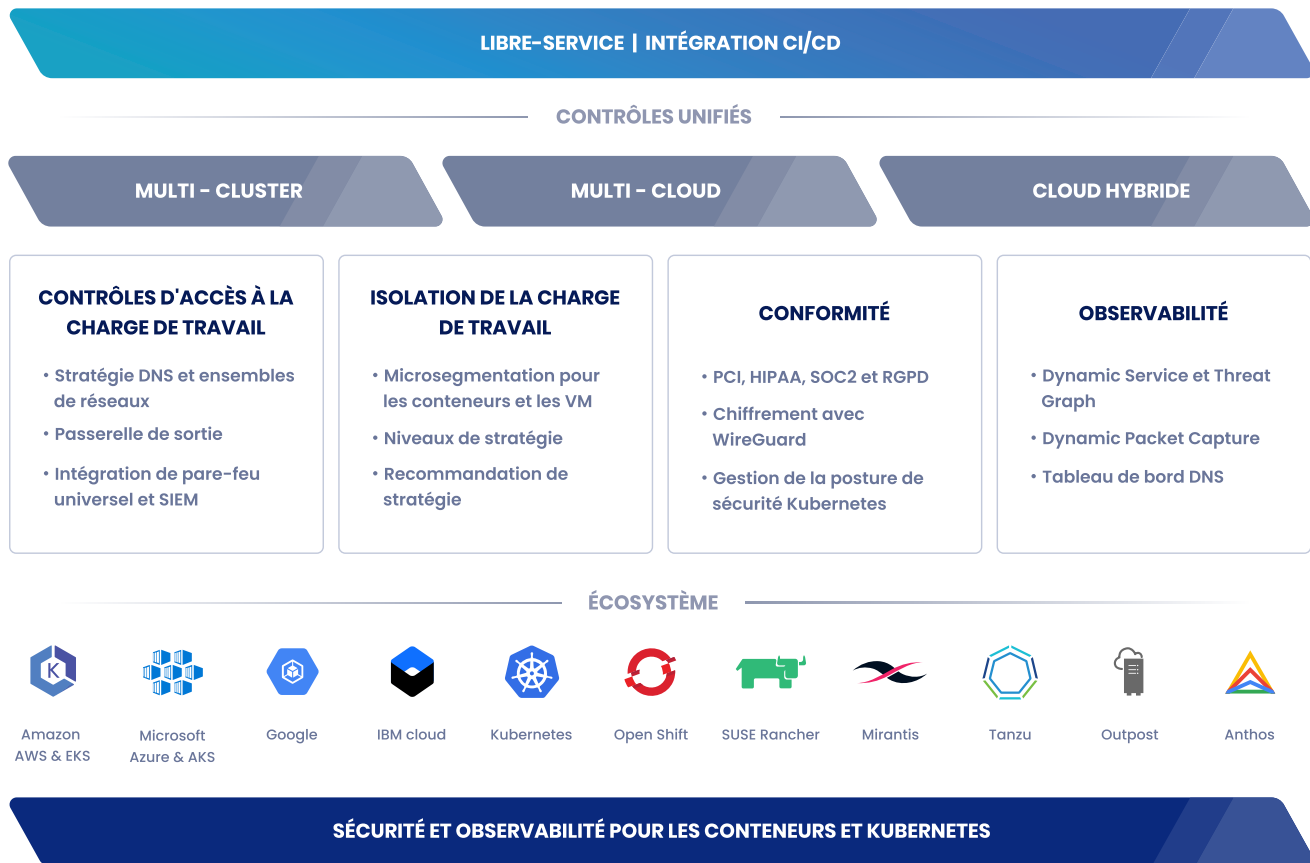 LIBRE-SERVICE | INTÉGRATION CI/CD
CONTRÔLES UNIFIÉS
MULTI - CLUSTER
MULTI - CLOUD
CLOUD HYBRIDE
CONTRÔLES D'ACCÈS À LA
CHARGE DE TRAVAIL
• Stratégie DNS et ensembles
de réseaux
• Passerelle de sortie
• Intégration de pare-feu
universel et SIEM
ISOLATION DE LA CHARGE
DE TRAVAIL
• Microsegmentation pour
les conteneurs et les VM
• Niveaux de stratégie
• Recommandation de
stratégie
CONFORMITÉ
• PCI, HIPAA, SOC2 et RGPD
• Chiffrement avec
WireGuard
• Gestion de la posture de
sécurité Kubernetes
OBSERVABILITÉ
• Dynamic Service et Threat
Graph
• Dynamic Packet Capture
• Tableau de bord DNS
ÉCOSYSTÈME
K
Amazon
AWS & EKS
Microsoft
Azure & AKS
Google
IBM cloud
Kubernetes
Open Shift
SUSE Rancher
Mirantis
Tanzu
Outpost
Anthos
SÉCURITÉ ET OBSERVABILITÉ POUR LES CONTENEURS ET KUBERNETES